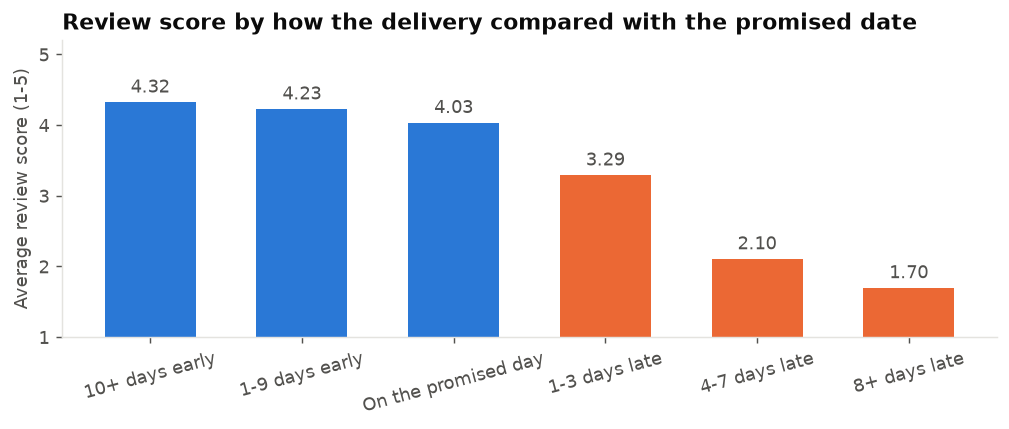 Review score by how the delivery compared with the promised date
Average review score (1-5)
5
4
3
2
1
4.32
4.23
4.03
3.29
2.10
1.70
10+ days early
1-9 days early
On the promised day
1-3 days late
4-7 days late
8+ days late